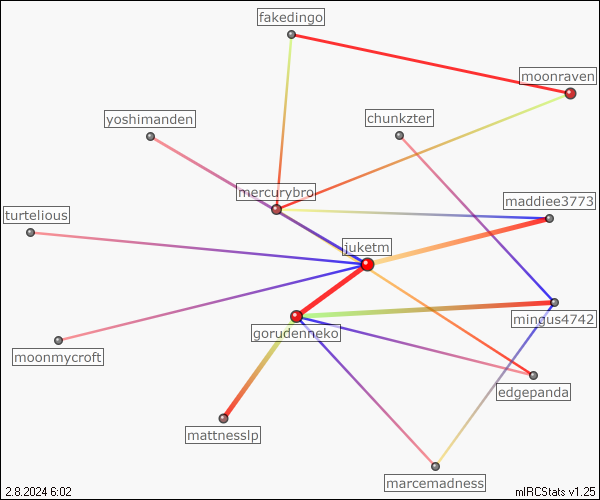 fakedingo
moonraven
chunkzter
yoshimanden
mercurybro
maddiee3773
turtelious
juketm
mingus4742
gorudenneko
moonmycroft
edgepanda
mattnesslp
marcemadness
2.8.2024 6:02
mIRCStats v1.25